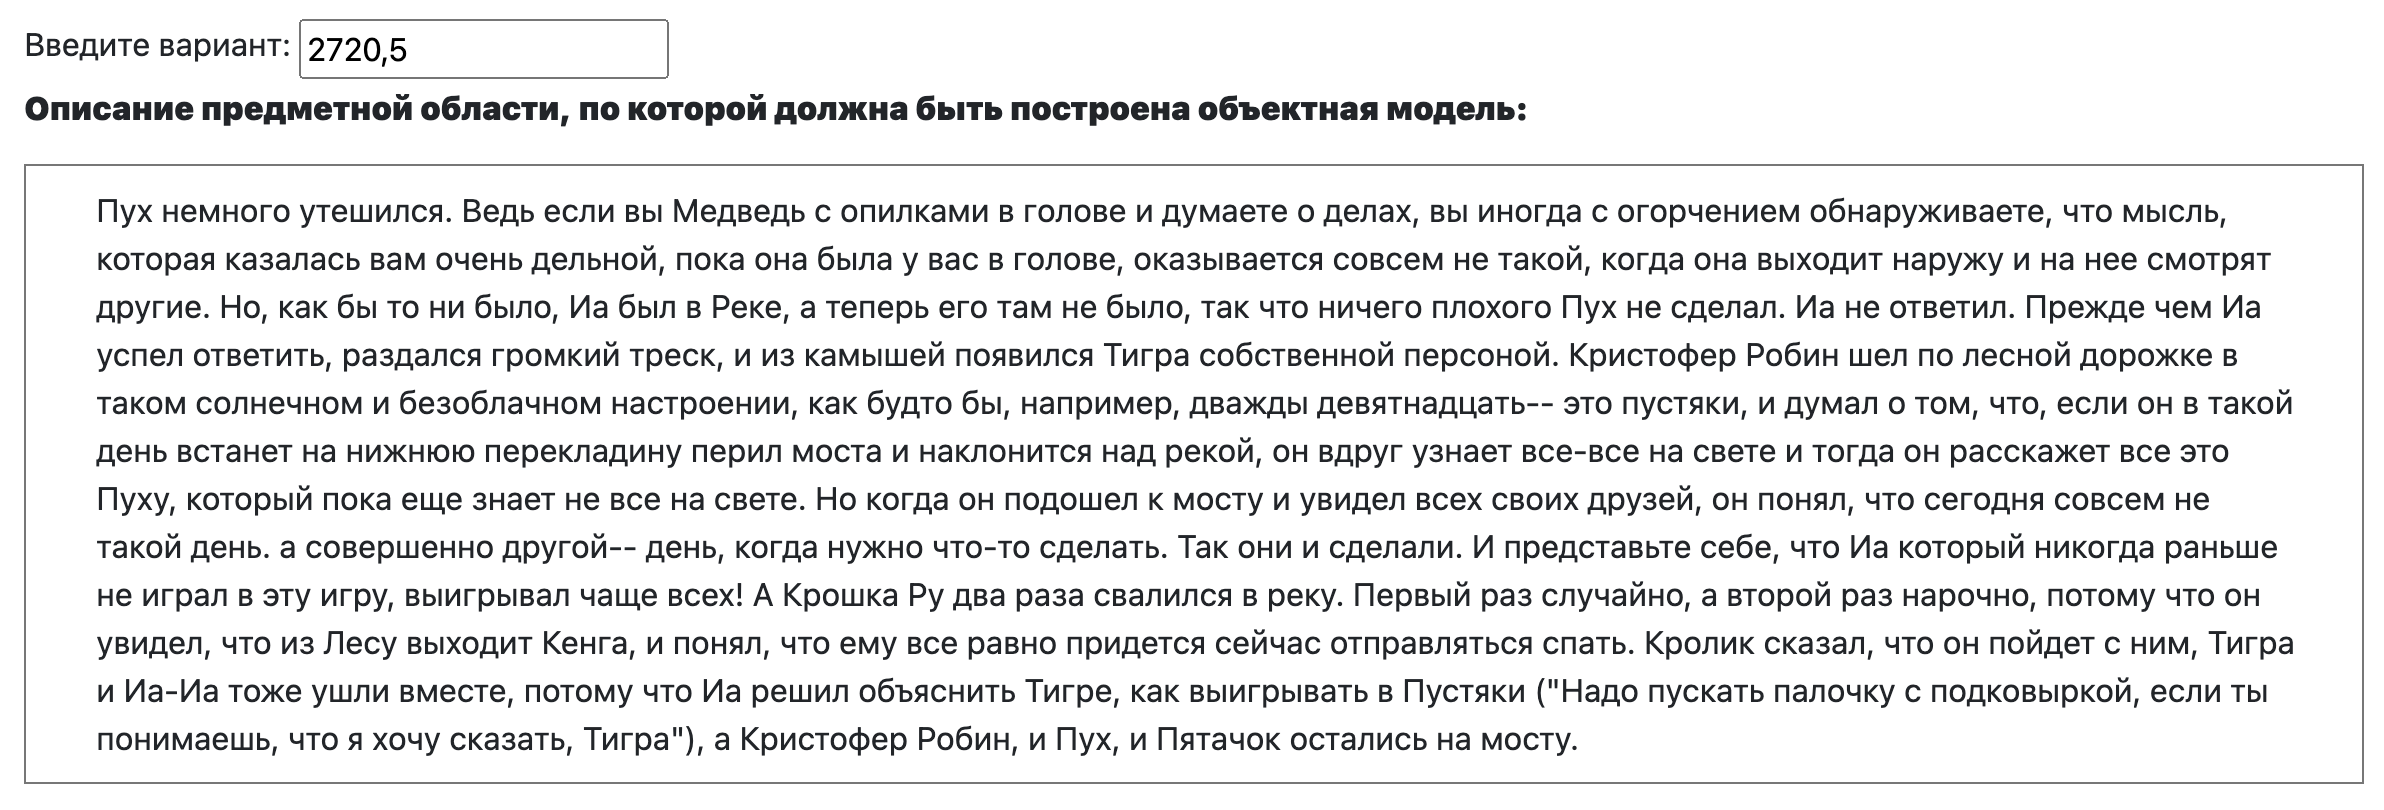 Введите вариант: 2720,5
Описание предметной области, по которой должна быть построена объектная модель:
Пух немного утешился. Ведь если вы Медведь с опилками в голове и думаете о делах, вы иногда с огорчением обнаруживаете, что мысль,
которая казалась вам очень дельной, пока она была у вас в голове, оказывается совсем не такой, когда она выходит наружу и на нее смотрят
другие. Но, как бы то ни было, Иа был в Реке, а теперь его там не было, так что ничего плохого Пух не сделал. Иа не ответил. Прежде чем Иа
успел ответить, раздался громкий треск, и из камышей появился Тигра собственной персоной. Кристофер Робин шел по лесной дорожке в
таком солнечном и безоблачном настроении, как будто бы, например, дважды девятнадцать-- это пустяки, и думал о том, что, если он в такой
день встанет на нижнюю перекладину перил моста и наклонится над рекой, он вдруг узнает все-все на свете и тогда он расскажет все это
Пуху, который пока еще знает не все на свете. Но когда он подошел к мосту и увидел всех своих друзей, он понял, что сегодня совсем не
такой день. а совершенно другой-- день, когда нужно что-то сделать. Так они и сделали. И представьте себе, что Иа который никогда раньше
не играл в эту игру, выигрывал чаще всех! А Крошка Ру два раза свалился в реку. Первый раз случайно, а второй раз нарочно, потому что он
увидел, что из Лесу выходит Кенга, и понял, что ему все равно придется сейчас отправляться спать. Кролик сказал, что он пойдет с ним, Тигра
и Иа-Иа тоже ушли вместе, потому что Иа решил объяснить Тигре, как выигрывать в Пустяки ("Надо пускать палочку с подковыркой, если ты
понимаешь, что я хочу сказать, Тигра"), а Кристофер Робин, и Пух, и Пятачок остались на мосту.